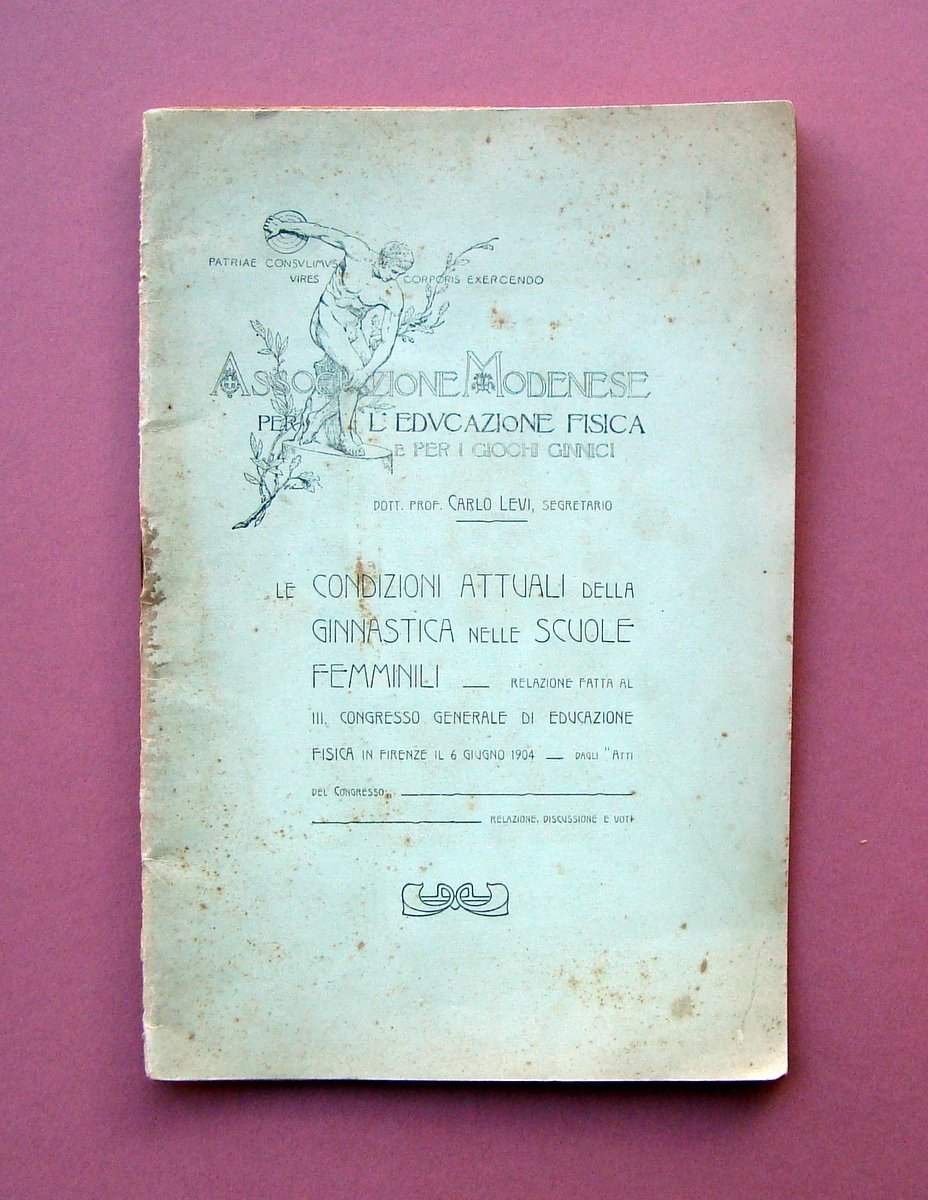 PATRIAE CONSVLIMVS
VIRES CORPORIS EXERCENDO
ASSOCIAZIONE MODENESE
PER L'EDVCAZIONE FISICA
E PER I GIOCHI GINNICI
DOTT. PROF. CARLO LEVI, SEGRETARIO
LE CONDIZIONI ATTUALI DELLA
GINNASTICA NELLE SCUOLE
FEMMINILI — RELAZIONE FATTA AL
III. CONGRESSO GENERALE DI EDUCAZIONE
FISICA IN FIRENZE IL 6 GIUGNO 1904 — DAGLI "ATTI
DEL CONGRESSO„
RELAZIONE, DISCUSSIONE E VOTI